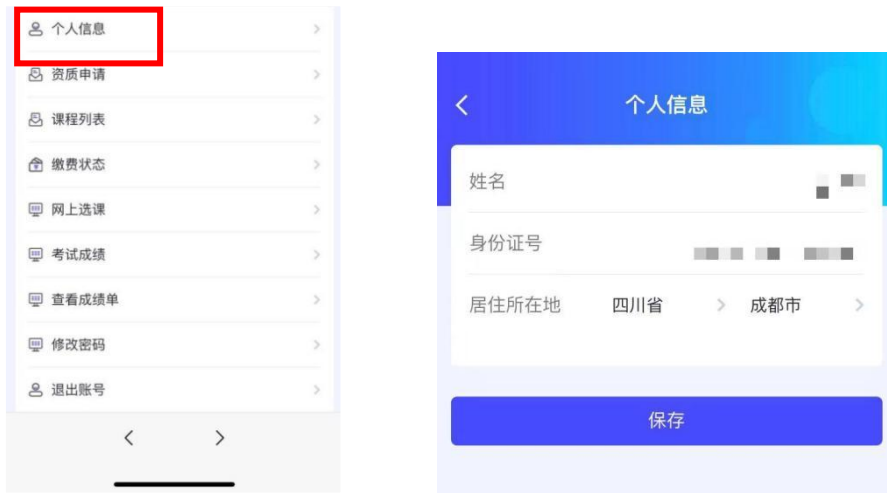 个人信息
资质申请
课程列表
缴费状态
网上选课
考试成绩
查看成绩单
修改密码
退出账号
个人信息
姓名
身份证号
居住所在地 四川省 成都市
保存